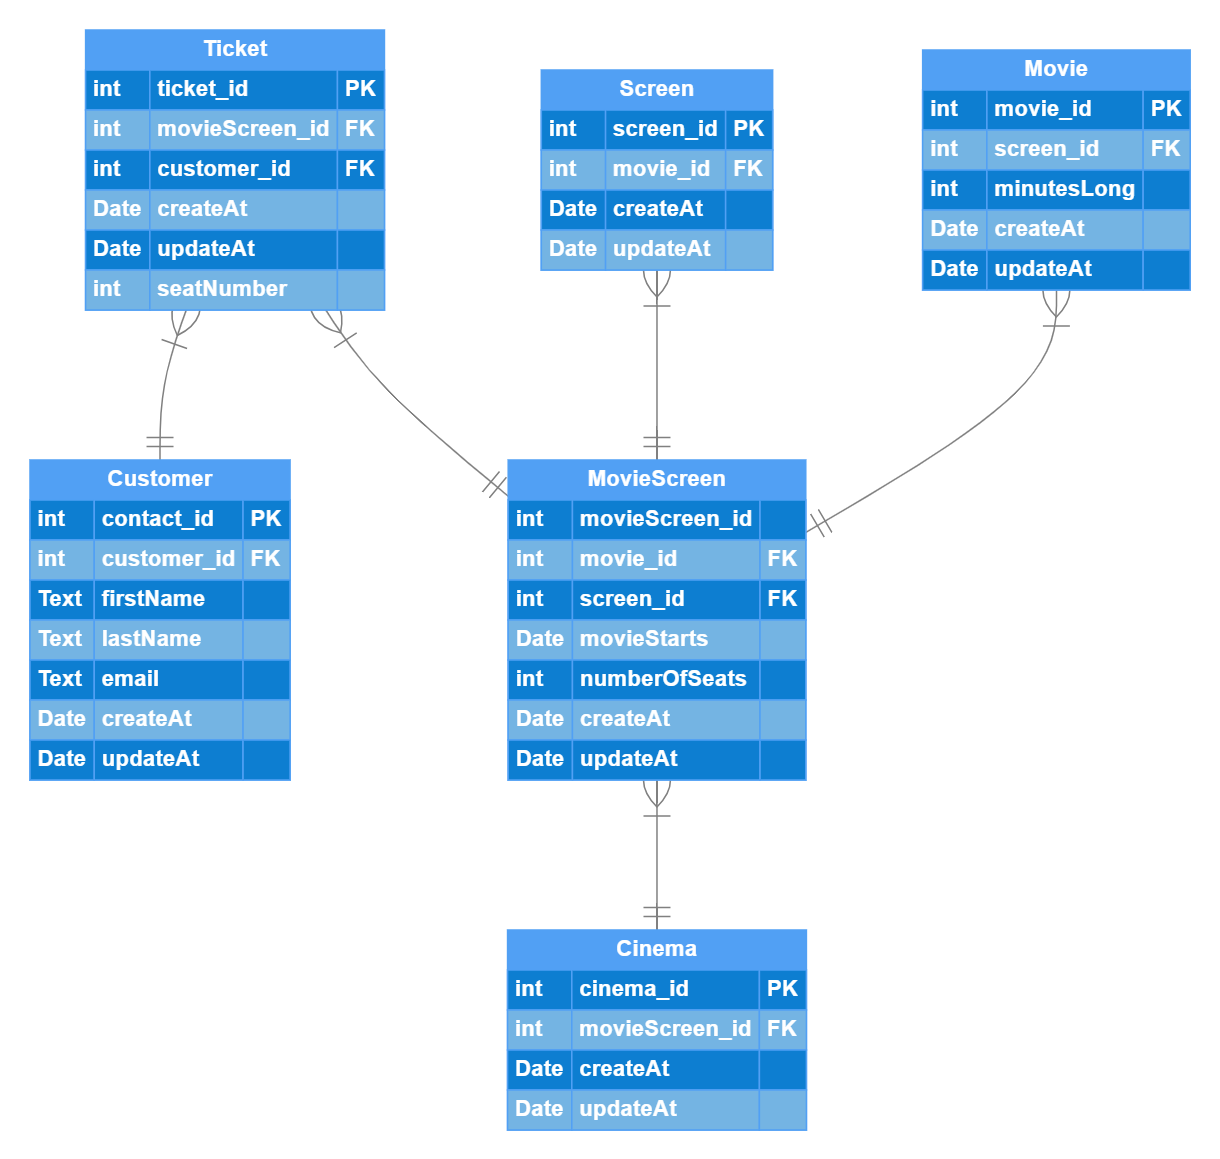 Ticket
int ticket_id PK
int movieScreen_id FK
int customer_id FK
Date createAt
Date updateAt
int seatNumber
Screen
int screen_id PK
int movie_id FK
Date createAt
Date updateAt
Movie
int movie_id PK
int screen_id FK
int minutesLong
Date createAt
Date updateAt
Customer
int contact_id PK
int customer_id FK
Text firstName
Text lastName
Text email
Date createAt
Date updateAt
MovieScreen
int movieScreen_id
int movie_id FK
int screen_id FK
Date movieStarts
int numberOfSeats
Date createAt
Date updateAt
Cinema
int cinema_id PK
int movieScreen_id FK
Date createAt
Date updateAt